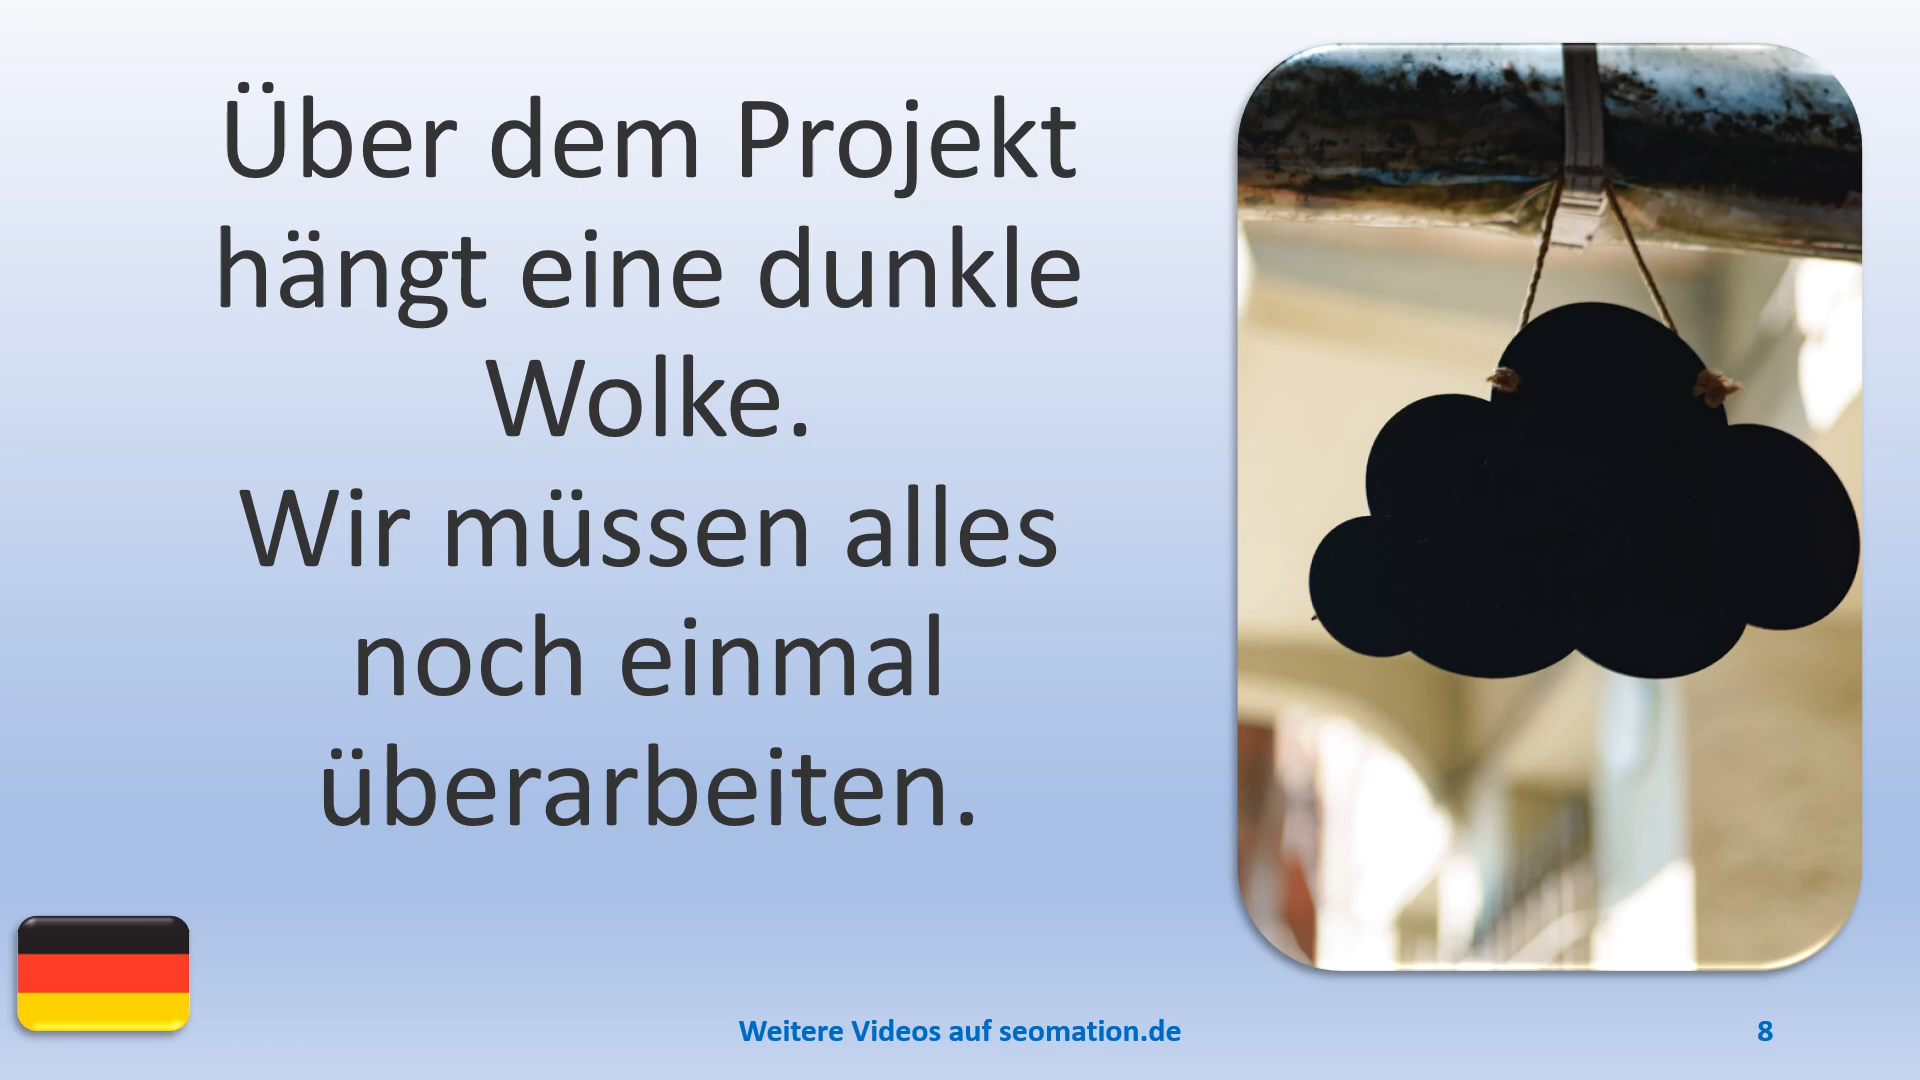 Über dem Projekt
hängt eine dunkle
Wolke.
Wir müssen alles
noch einmal
überarbeiten.
Weitere Videos auf seomation.de
8